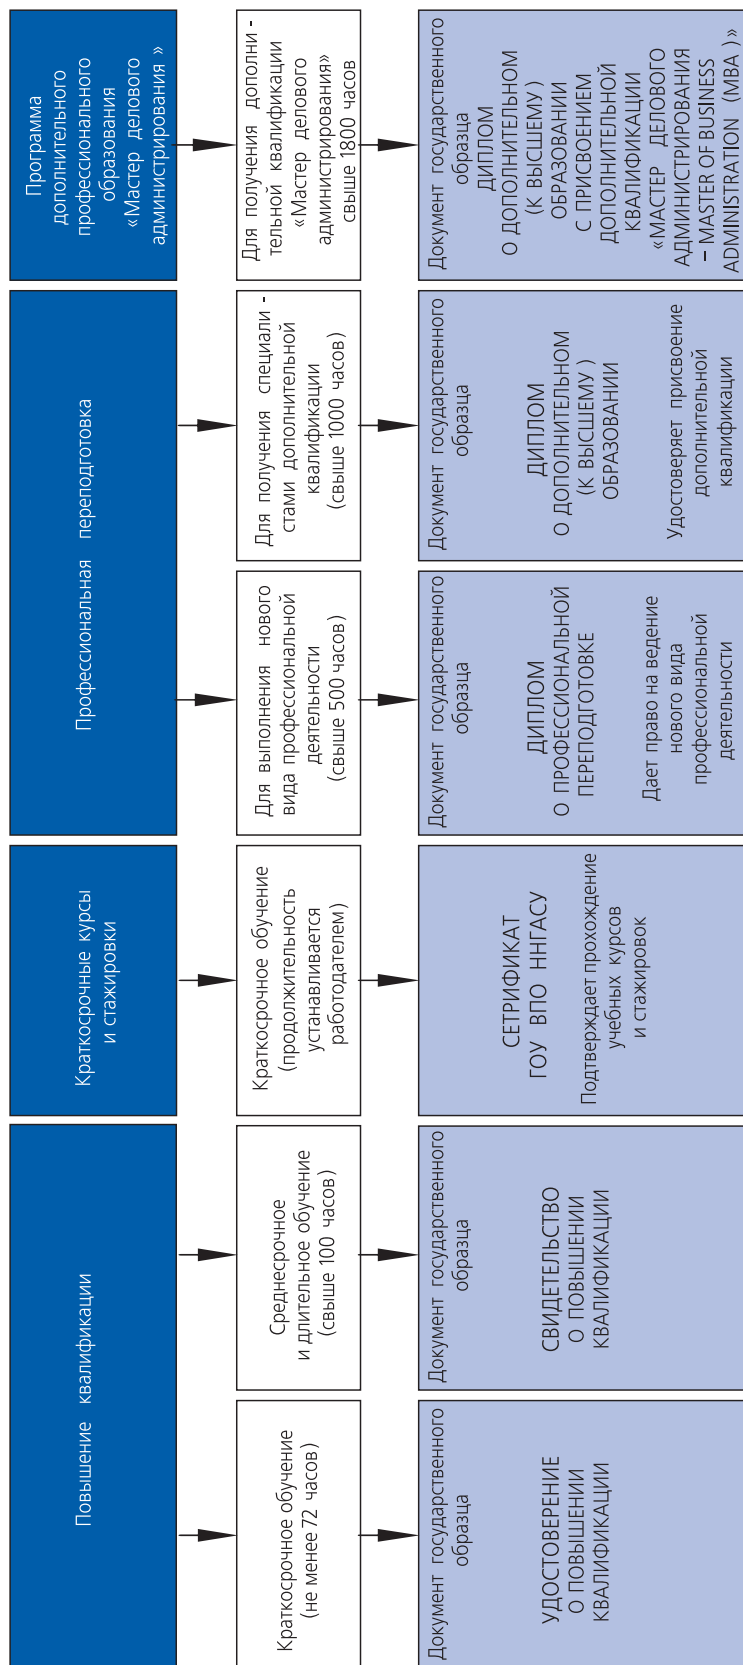 Повышение квалификации
Краткосрочные курсы
и стажировки
Профессиональная переподготовка
Программа
дополнительного
профессионального
образования
«Мастер делового
администрирования »
Краткосрочное обучение
(не менее 72 часов)
Среднесрочное
и длительное обучение
(свыше 100 часов)
Краткосрочное обучение
(продолжительность
устанавливается
работодателем)
Для выполнения нового
вида профессиональной
деятельности
(свыше 500 часов)
Для получения специали -
стами дополнительной
квалификации
(свыше 1000 часов)
Для получения дополни -
тельной квалификации
«Мастер делового
администрирования»
свыше 1800 часов
Документ государственного
образца
УДОСТОВЕРЕНИЕ
О ПОВЫШЕНИИ
КВАЛИФИКАЦИИ
Документ государственного
образца
СВИДЕТЕЛЬСТВО
О ПОВЫШЕНИИ
КВАЛИФИКАЦИИ
СЕТРИФИКАТ
ГОУ ВПО ННГАСУ
Подтверждает прохождение
учебных курсов
и стажировок
Документ государственного
образца
ДИПЛОМ
О ПРОФЕССИОНАЛЬНОЙ
ПЕРЕПОДГОТОВКЕ
Дает право на ведение
нового вида
профессиональной
деятельности
Документ государственного
образца
ДИПЛОМ
О ДОПОЛНИТЕЛЬНОМ
(К ВЫСШЕМУ )
ОБРАЗОВАНИИ
Удостоверяет присвоение
дополнительной
квалификации
Документ государственного
образца
ДИПЛОМ
О ДОПОЛНИТЕЛЬНОМ
(К ВЫСШЕМУ )
ОБРАЗОВАНИИ
С ПРИСВОЕНИЕМ
ДОПОЛНИТЕЛЬНОЙ
КВАЛИФИКАЦИИ
«МАСТЕР ДЕЛОВОГО
АДМИНИСТРИРОВАНИЯ
– MASTER OF BUSINESS
ADMINISTRATION (MBA )»